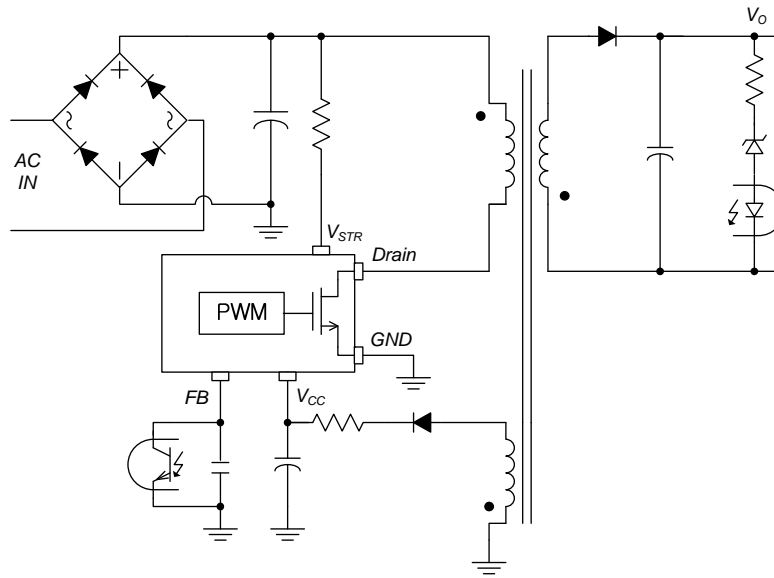 V_O
AC
IN
V_STR
Drain
PWM
GND
FB
V_CC